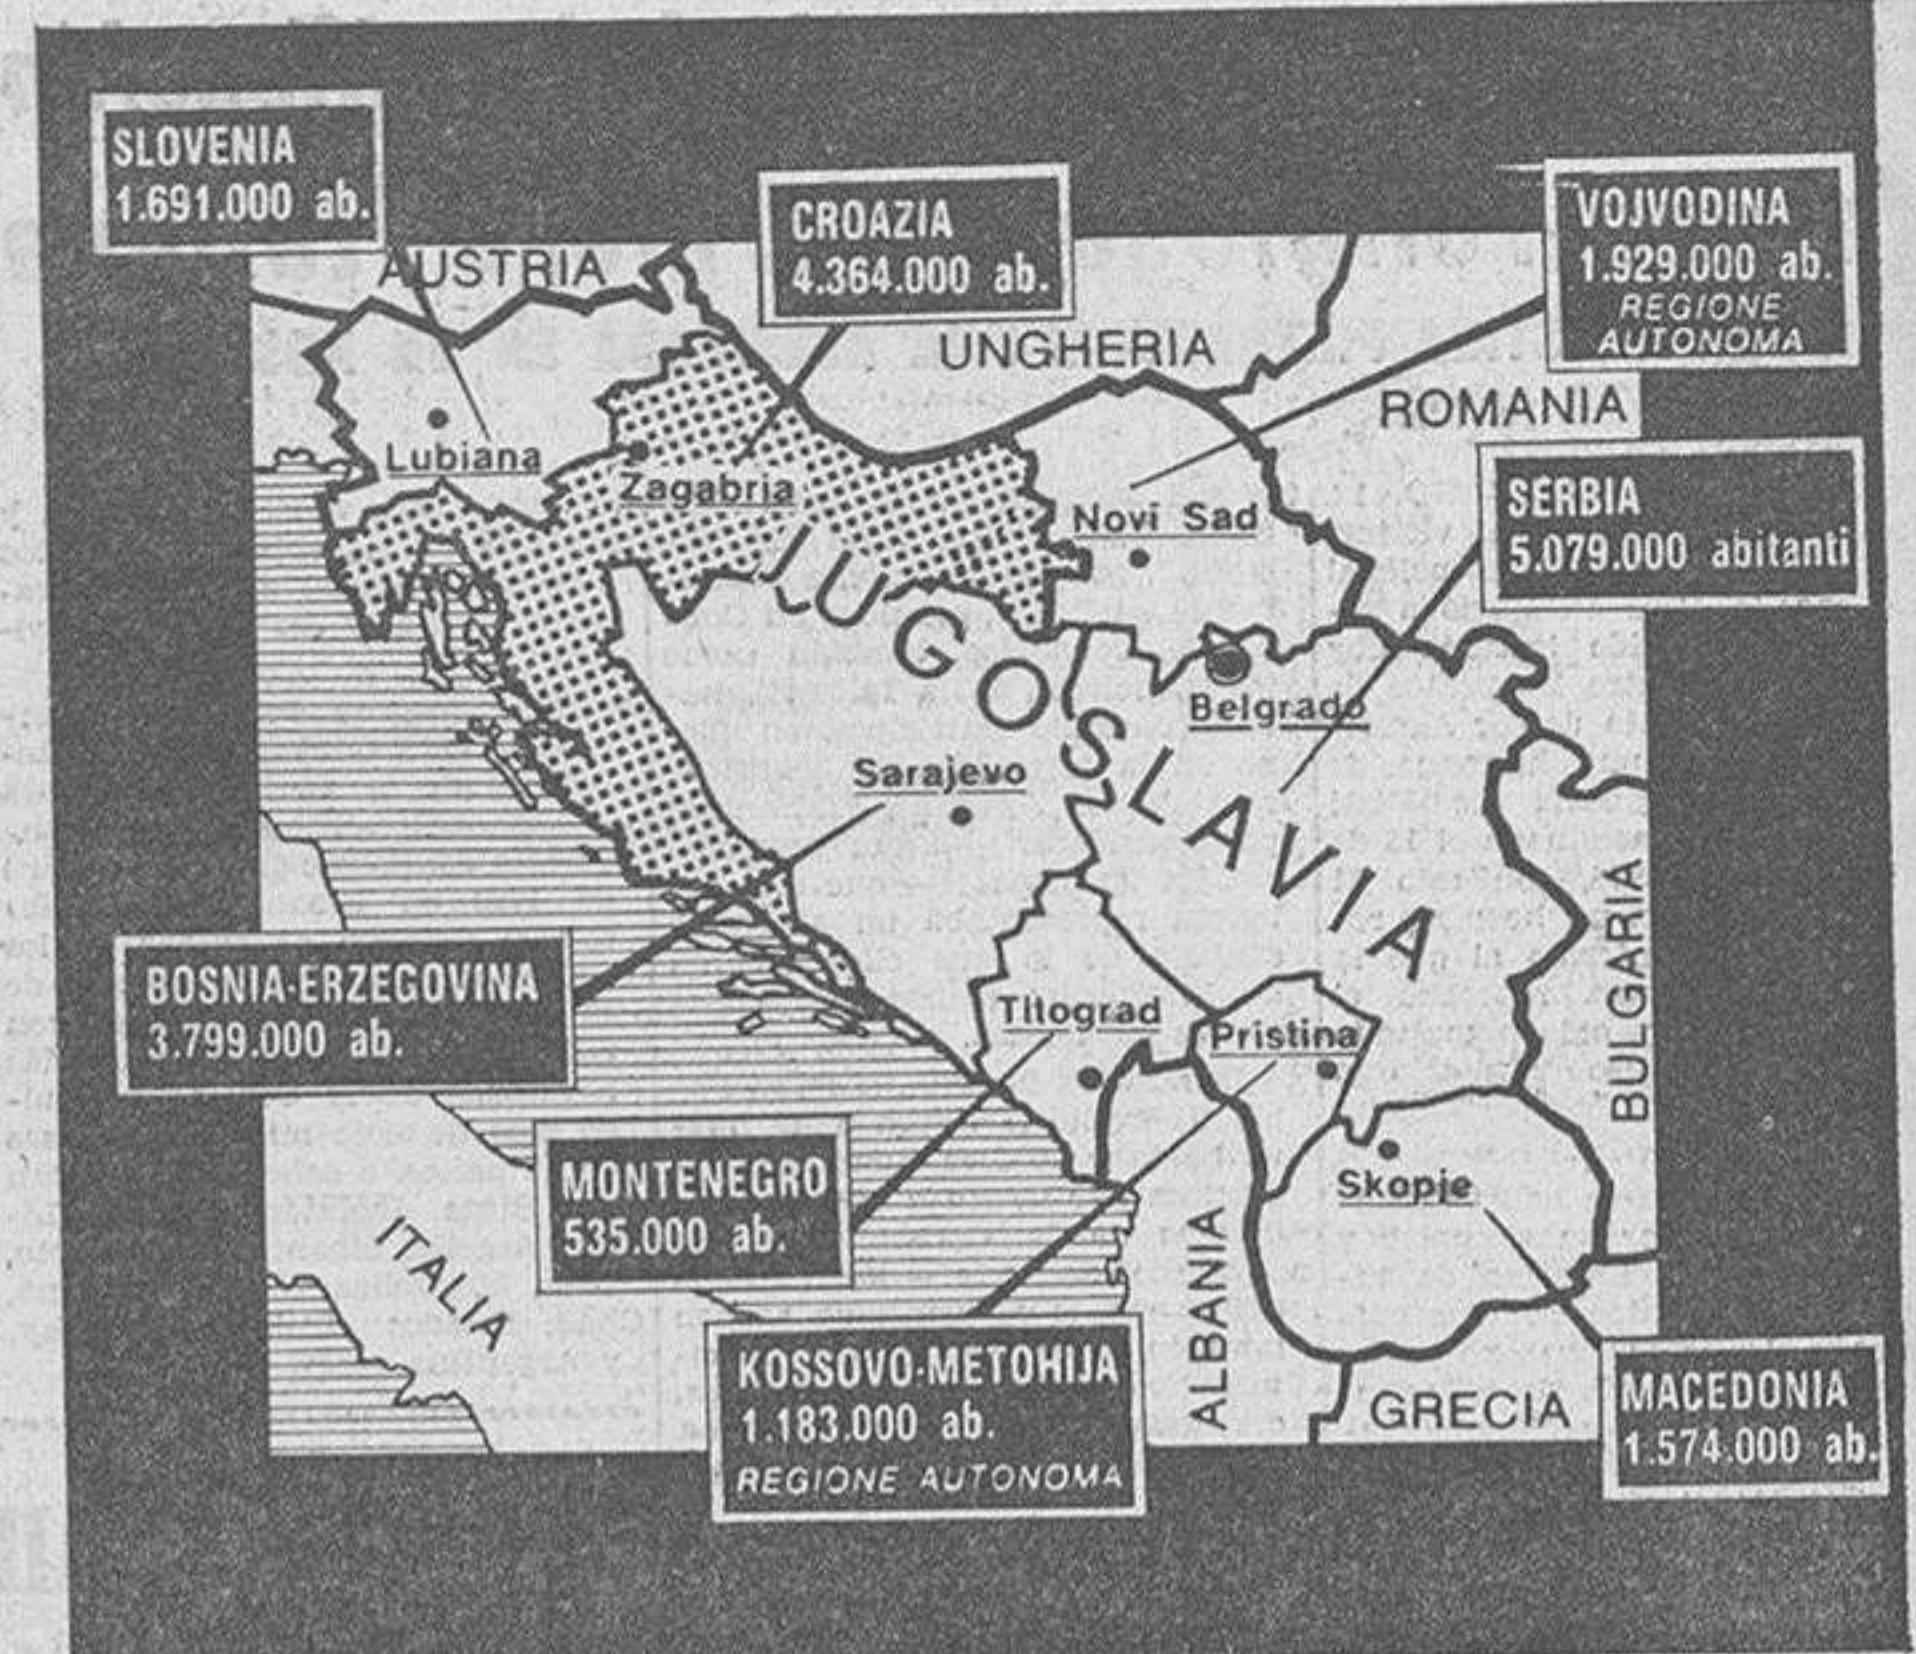 SLOVENIA
1.691.000 ab.
CROAZIA
4.364.000 ab.
VOJVODINA
1.929.000 ab.
REGIONE
AUTONOMA
AUSTRIA
UNGHERIA
ROMANIA
SERBIA
5.079.000 abitanti
Lubiana
Zagabria
Novi Sad
JUGOSLAVIA
Belgrado
Sarajevo
BULGARIA
BOSNIA-ERZEGOVINA
3.799.000 ab.
Titograd
Pristina
MONTENEGRO
535.000 ab.
Skopje
ITALIA
ALBANIA
KOSSOVO-METOHIJA
1.183.000 ab.
REGIONE AUTONOMA
GRECIA
MACEDONIA
1.574.000 ab.